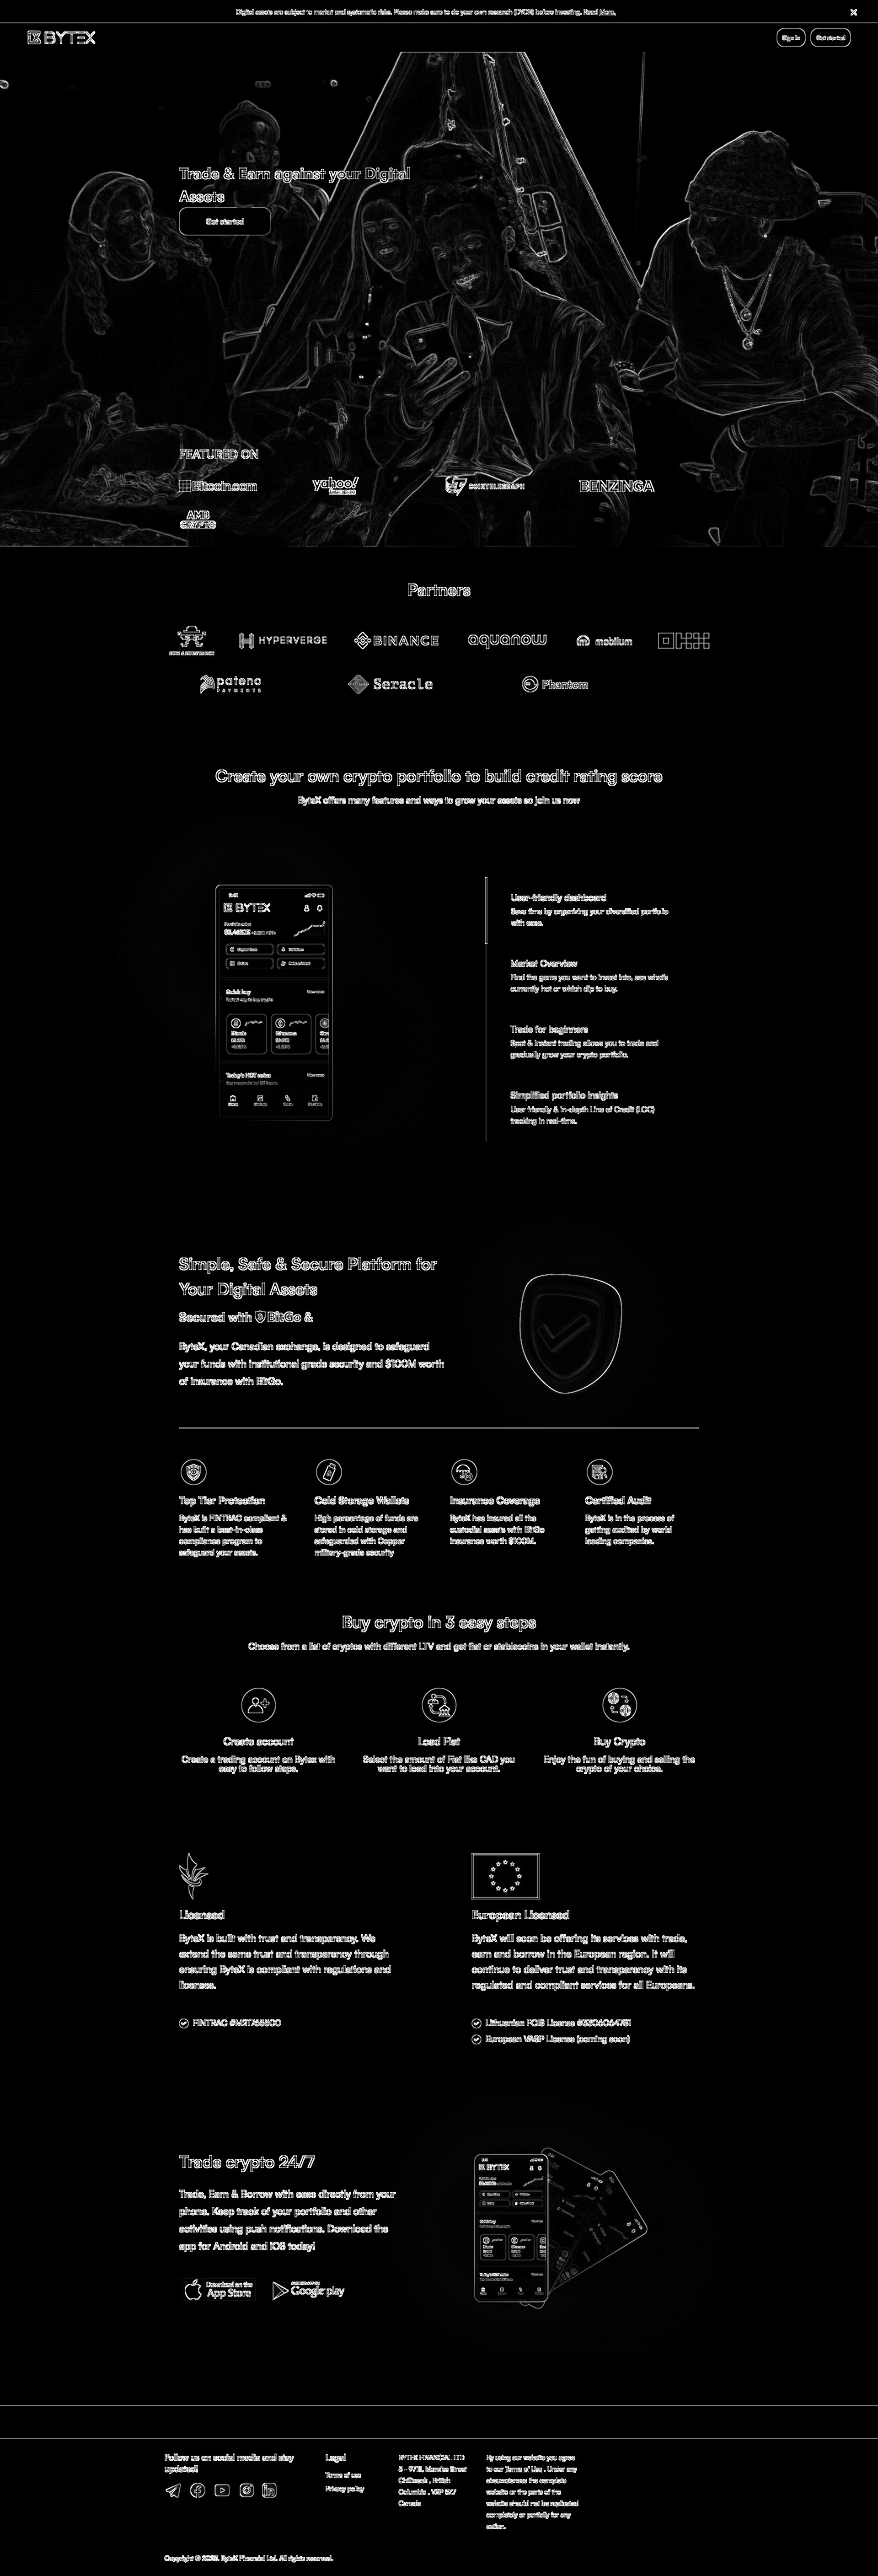 Digital assets are subject to market and systematic risks. Please make sure to do your own research (DYOR) before investing. Read More.
BYTEX
Sign in
Get started
Trade & Earn against your Digital
Assets
Get started
FEATURED ON
Bitcoin.com
yahoo!
COINTELEGRAPH
BENZINGA
AMB
CRYPTO
Partners
HYPERVERGE
BINANCE
aquanow
mobilum
patenc
PAYMENTS
Seracle
Phantom
Create your own crypto portfolio to build credit rating score
ByteX offers many features and ways to grow your assets so join us now
BYTEX
Portfolio value
Quick buy
Today's HOT coins
User-friendly dashboard
Save time by organizing your diversified portfolio
with ease.
Market Overview
Find the gems you want to invest into, see what's
currently hot or which dip to buy.
Trade for beginners
Spot & instant trading allows you to trade and
gradually grow your crypto portfolio.
Simplified portfolio insights
User friendly & in-depth Line of Credit (LOC)
tracking in real-time.
Simple, Safe & Secure Platform for
Your Digital Assets
Secured with BitGo &
ByteX, your Canadian exchange, is designed to safeguard
your funds with institutional grade security and $100M worth
of insurance with BitGo.
Top Tier Protection
ByteX is FINTRAC compliant &
has built a best-in-class
compliance program to
safeguard your assets.
Cold Storage Wallets
High percentage of funds are
stored in cold storage and
safeguarded with Copper
military-grade security
Insurance Coverage
ByteX has insured all the
custodial assets with BitGo
insurance worth $100M.
Certified Audit
ByteX is in the process of
getting audited by world
leading companies.
Buy crypto in 3 easy steps
Choose from a list of cryptos with different LTV and get fiat or stablecoins in your wallet instantly.
Create account
Create a trading account on Bytex with
easy to follow steps.
Load Fiat
Select the amount of Fiat like CAD you
want to load into your account.
Buy Crypto
Enjoy the fun of buying and selling the
crypto of your choice.
Licensed
ByteX is built with trust and transparency. We
extend the same trust and transparency through
ensuring ByteX is compliant with regulations and
licenses.
FINTRAC #M21765500
European Licensed
ByteX will soon be offering its services with trade,
earn and borrow in the European region. It will
continue to deliver trust and transparency with its
regulated and compliant services for all Europeans.
Lithuanian FCIS License
European VASP License (coming soon)
Trade crypto 24/7
Trade, Earn & Borrow with ease directly from your
phone. Keep track of your portfolio and other
activities using push notifications. Download the
app for Android and iOS today!
Download on the
App Store
Google play
BYTEX
Follow us on social media and stay
updated!
Legal
Terms of use
Privacy policy
BYTEX FINANCIAL LTD
Chilliwack , British
Columbia ,
Canada
By using our website you agree
to our Terms of Use . Under any
circumstances the complete
website or the parts of the
website should not be replicated
completely or partially for any
Copyright © 2025. ByteX Financial Ltd. All rights reserved.